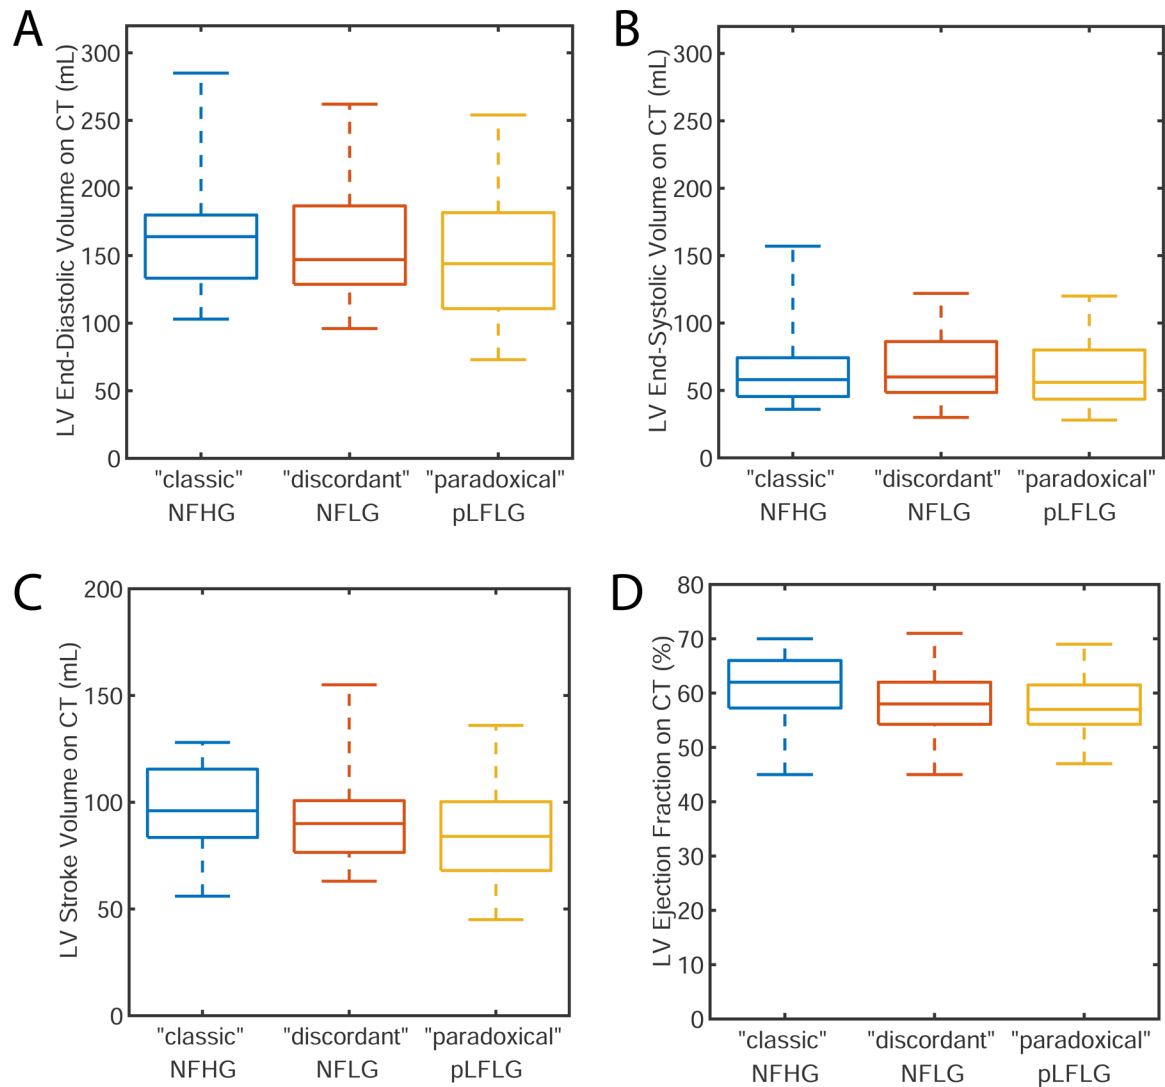 A
LV End-Diastolic Volume on CT (mL)
300
250
200
150
100
50
0
"classic" "discordant" "paradoxical"
NFHG NFLG pLFLG
B
LV End-Systolic Volume on CT (mL)
300
250
200
150
100
50
0
"classic" "discordant" "paradoxical"
NFHG NFLG pLFLG
C
LV Stroke Volume on CT (mL)
200
150
100
50
0
"classic" "discordant" "paradoxical"
NFHG NFLG pLFLG
D
LV Ejection Fraction on CT (%)
80
70
60
50
40
30
20
10
0
"classic" "discordant" "paradoxical"
NFHG NFLG pLFLG